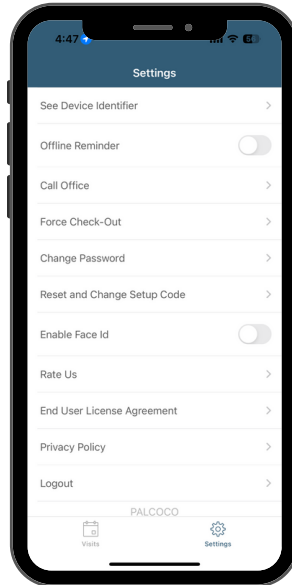 4:47
Settings
See Device Identifier
Offline Reminder
Call Office
Force Check-Out
Change Password
Reset and Change Setup Code
Enable Face Id
Rate Us
End User License Agreement
Privacy Policy
Logout
PALCOCO
Visits
Settings